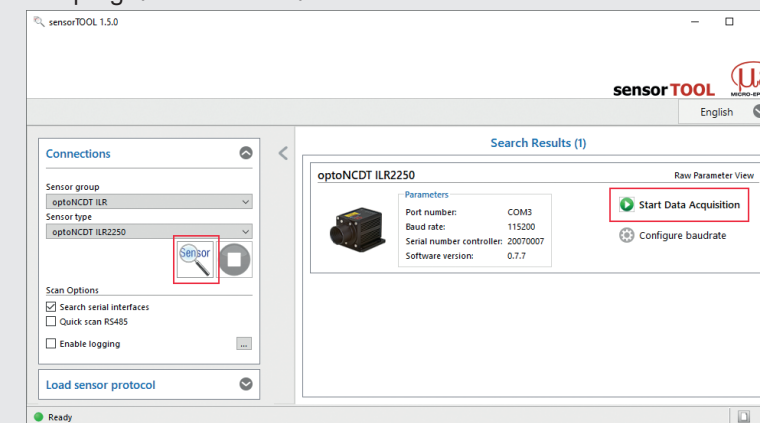 sensorTOOL 1.5.0
sensorTOOL
English
Connections
Sensor group
optoNCDT ILR
Sensor type
optoNCDT ILR2250
Sensor
Scan Options
Search serial interfaces
Quick scan RS485
Enable logging
...
Load sensor protocol
Ready
Search Results (1)
optoNCDT ILR2250
Raw Parameter View
Parameters
Port number: COM3
Baud rate: 115200
Serial number controller: 20070007
Software version: 0.7.7
Start Data Acquisition
Configure baudrate